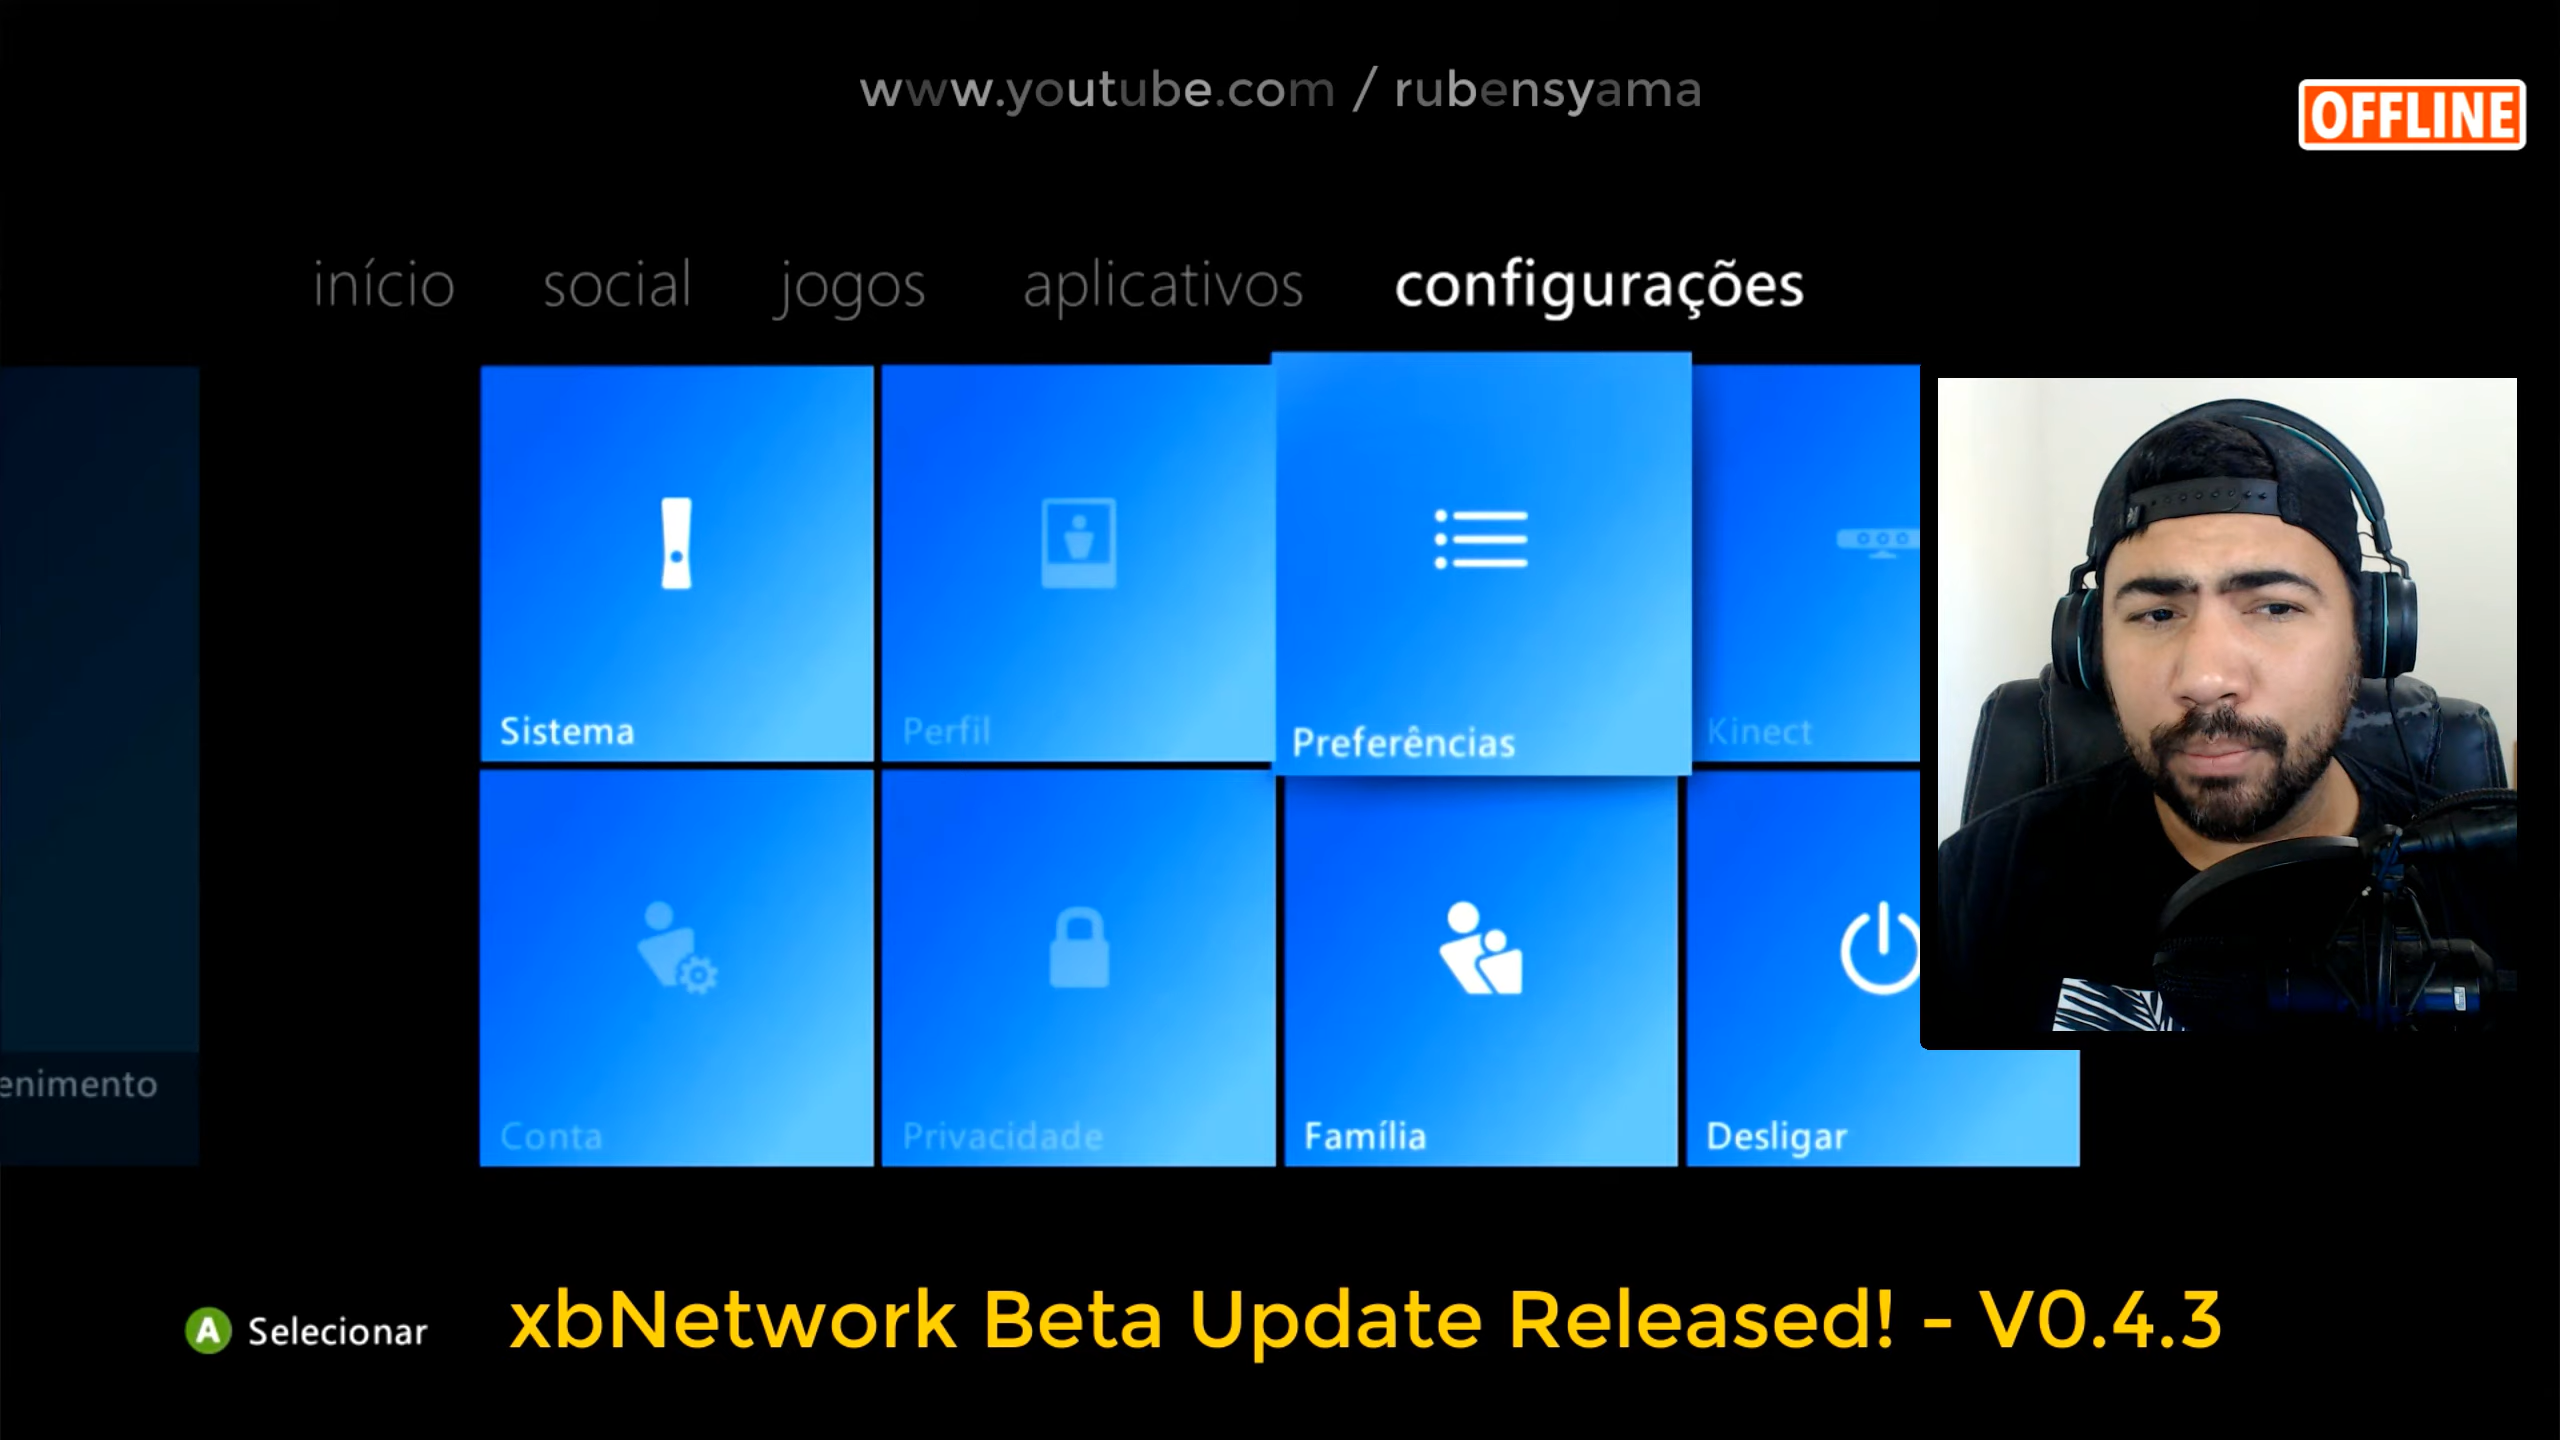 www.youtube.com / rubensyama
OFFLINE
início social jogos aplicativos configurações
Sistema Perfil Preferências Kinect
enimento
Conta Privacidade Família Desligar
A Selecionar
xbNetwork Beta Update Released! - V0.4.3